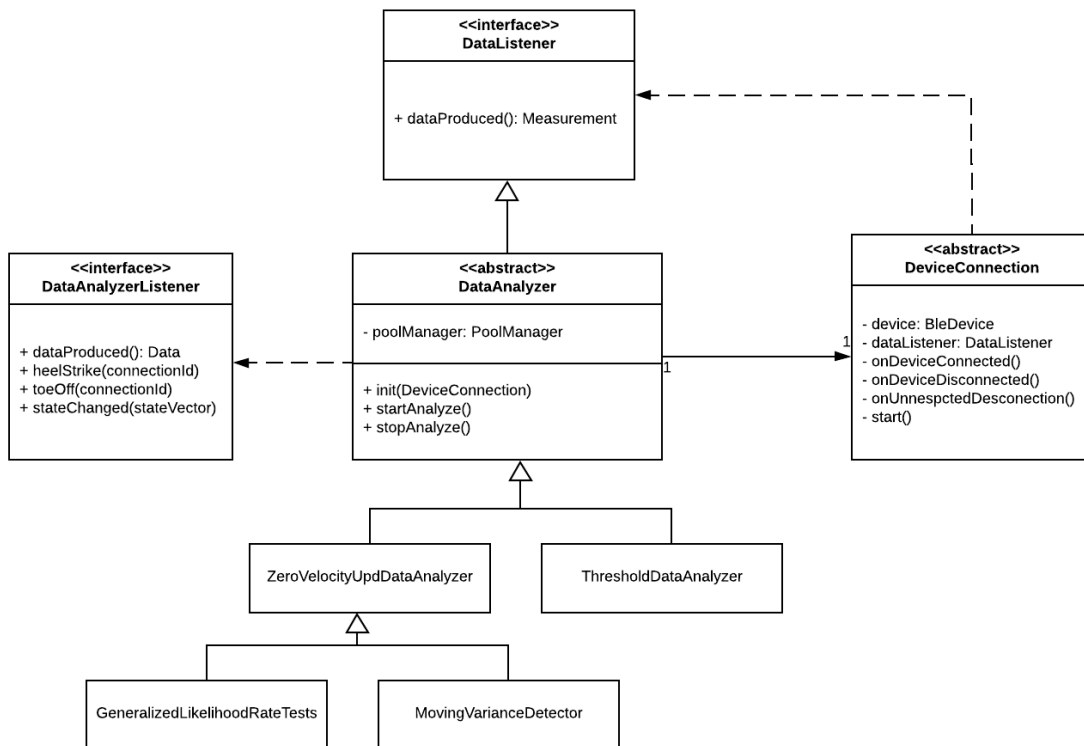 <<interface>>
DataListener
+ dataProduced(): Measurement
<<interface>>
DataAnalyzerListener
+ dataProduced(): Data
+ heelStrike(connectionId)
+ toeOff(connectionId)
+ stateChanged(stateVector)
<<abstract>>
DataAnalyzer
- poolManager: PoolManager
+ init(DeviceConnection)
+ startAnalyze()
+ stopAnalyze()
1
1
<<abstract>>
DeviceConnection
- device: BleDevice
- dataListener: DataListener
- onDeviceConnected()
- onDeviceDisconnected()
- onUnnespctedDesconection()
- start()
ZeroVelocityUpdDataAnalyzer
ThresholdDataAnalyzer
GeneralizedLikelihoodRateTests
MovingVarianceDetector